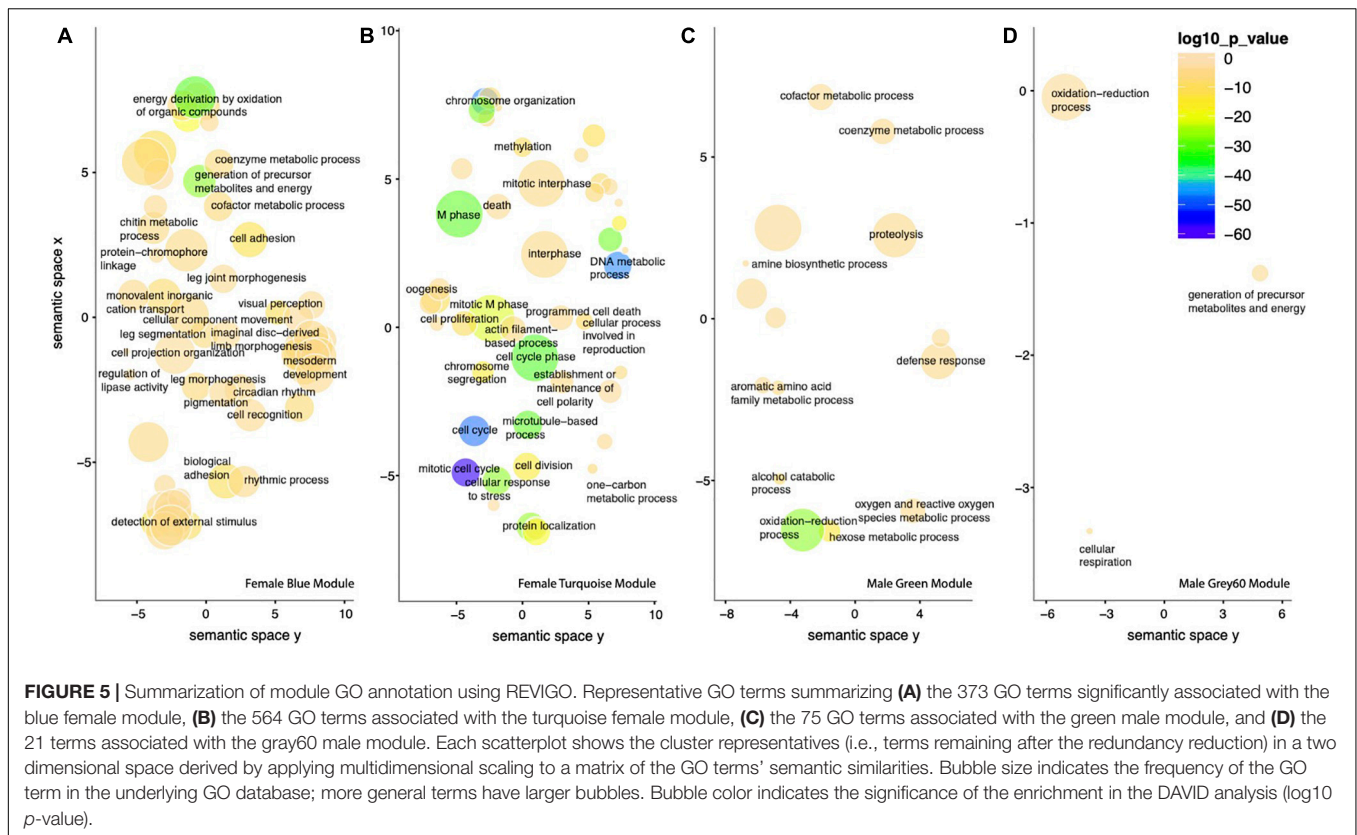 A
B
C
D
log10_p_value
0
-10
-20
-30
-40
-50
-60
semantic space x
5
0
−5
−5
0
5
10
semantic space y
energy derivation by oxidation
of organic compounds
coenzyme metabolic process
generation of precursor
metabolites and energy
cofactor metabolic process
chitin metabolic
process
cell adhesion
protein−chromophore
linkage
leg joint morphogenesis
monovalent inorganic
cation transport
visual perception
cellular component movement
leg segmentation
imaginal disc−derived
limb morphogenesis
cell projection organization
mesoderm
development
regulation of
lipase activity
leg morphogenesis
circadian rhythm
pigmentation
cell recognition
biological
adhesion
rhythmic process
detection of external stimulus
Female Blue Module
10
5
0
−5
−5
0
5
10
semantic space y
chromosome organization
methylation
mitotic interphase
death
M phase
interphase
DNA metabolic
process
oogenesis
mitotic M phase
programmed cell death
cell proliferation
cellular process
involved in
reproduction
actin filament−
based process
cell cycle phase
chromosome
segregation
establishment or
maintenance of
cell polarity
cell cycle
microtubule−based
process
mitotic cell cycle
cell division
cellular response
to stress
one−carbon
metabolic process
protein localization
Female Turquoise Module
5
0
−5
−8
−4
0
4
semantic space y
cofactor metabolic process
coenzyme metabolic process
proteolysis
amine biosynthetic process
defense response
aromatic amino acid
family metabolic process
alcohol catabolic
process
oxygen and reactive oxygen
species metabolic process
oxidation−reduction
process
hexose metabolic process
Male Green Module
0
−1
−2
−3
−6
−3
0
3
6
semantic space y
oxidation−reduction
process
generation of precursor
metabolites and energy
cellular
respiration
Male Grey60 Module
FIGURE 5 | Summarization of module GO annotation using REVIGO. Representative GO terms summarizing (A) the 373 GO terms significantly associated with the
blue female module, (B) the 564 GO terms associated with the turquoise female module, (C) the 75 GO terms associated with the green male module, and (D) the
21 terms associated with the gray60 male module. Each scatterplot shows the cluster representatives (i.e., terms remaining after the redundancy reduction) in a two
dimensional space derived by applying multidimensional scaling to a matrix of the GO terms' semantic similarities. Bubble size indicates the frequency of the GO
term in the underlying GO database; more general terms have larger bubbles. Bubble color indicates the significance of the enrichment in the DAVID analysis (log10
p-value).